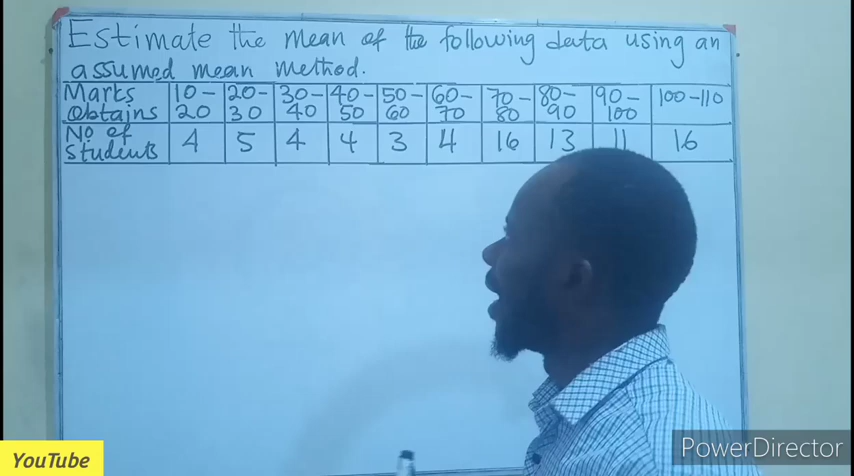 Estimate the mean of the following data using an
assumed mean method.
Marks Obtains 10-20 20-30 30-40 40-50 50-60 60-70 70-80 80-90 90-100 100-110
No of Students 4 5 4 4 3 4 16 13 11 16
YouTube
PowerDirector